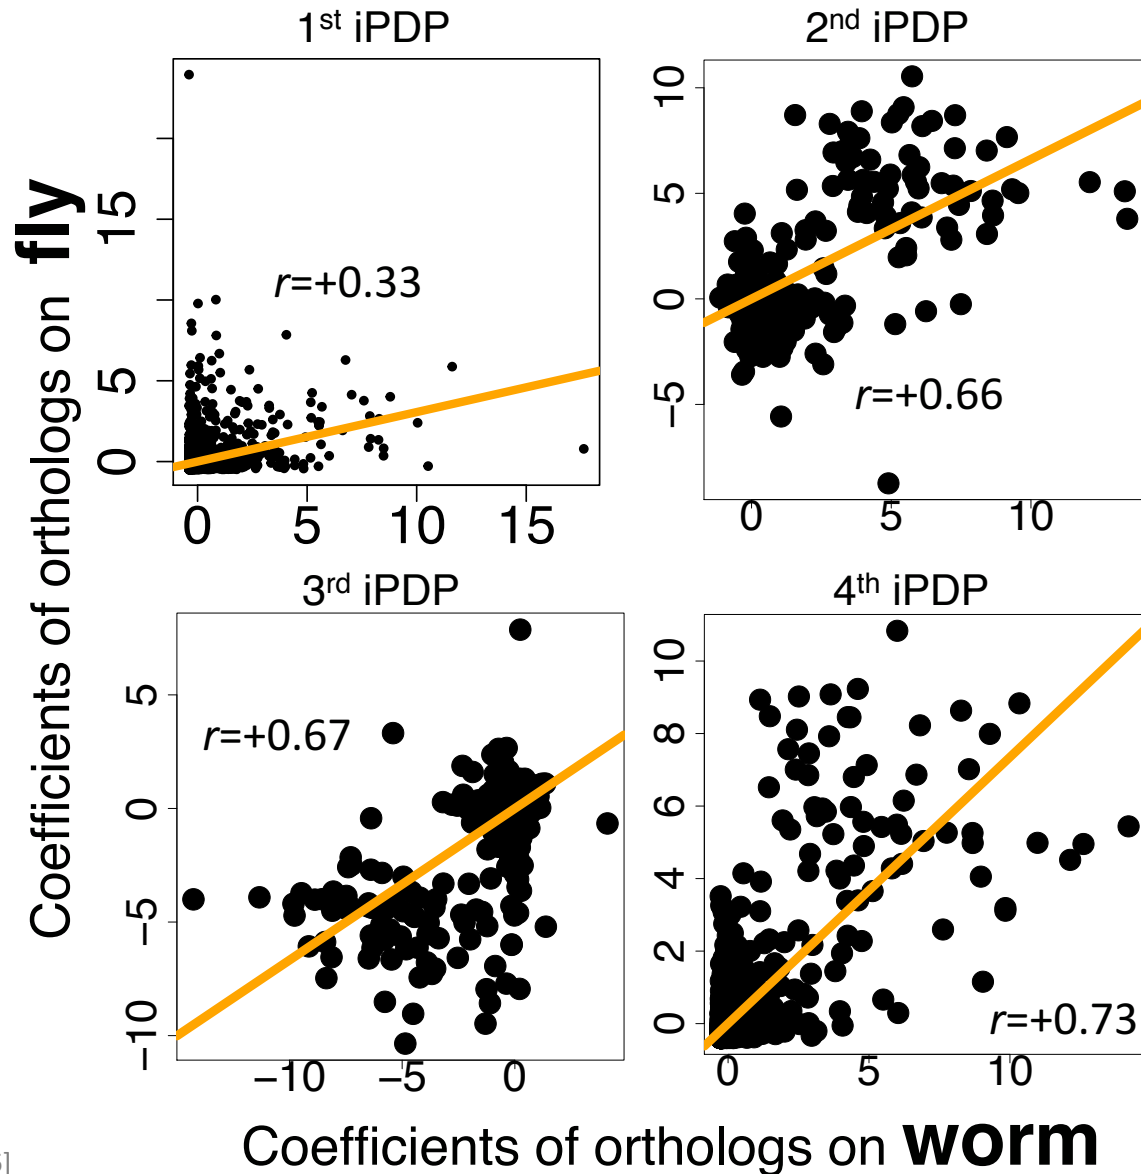 1st iPDP
2nd iPDP
Coefficients of orthologs on fly
15
5
0
r=+0.33
0 5 10 15
10
5
0
−5
r=+0.66
0 5 10
3rd iPDP
4th iPDP
5
0
−5
−10
r=+0.67
−10 −5 0
10
8
6
4
2
0
r=+0.73
0 5 10
Coefficients of orthologs on worm